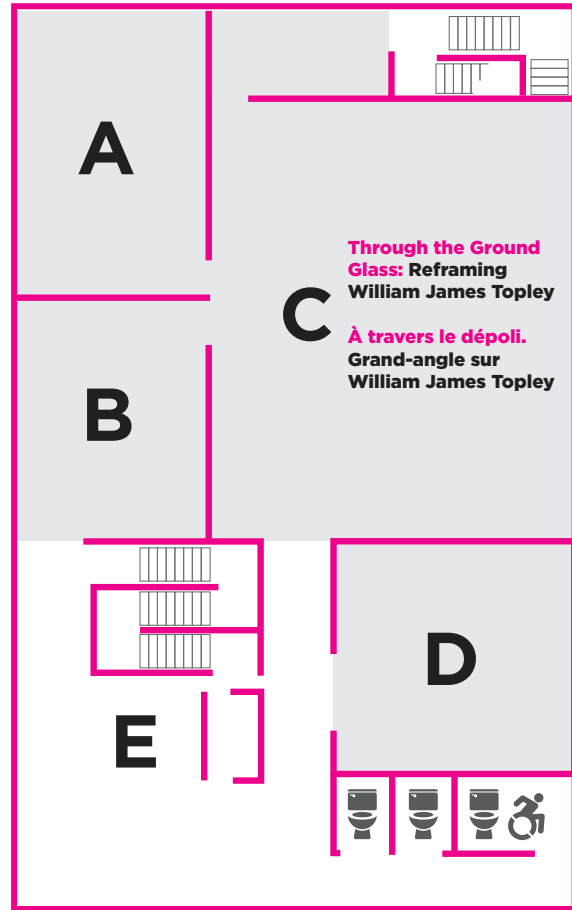 A
Through the Ground
Glass: Reframing
William James Topley
C
À travers le dépoli.
Grand-angle sur
William James Topley
B
D
E